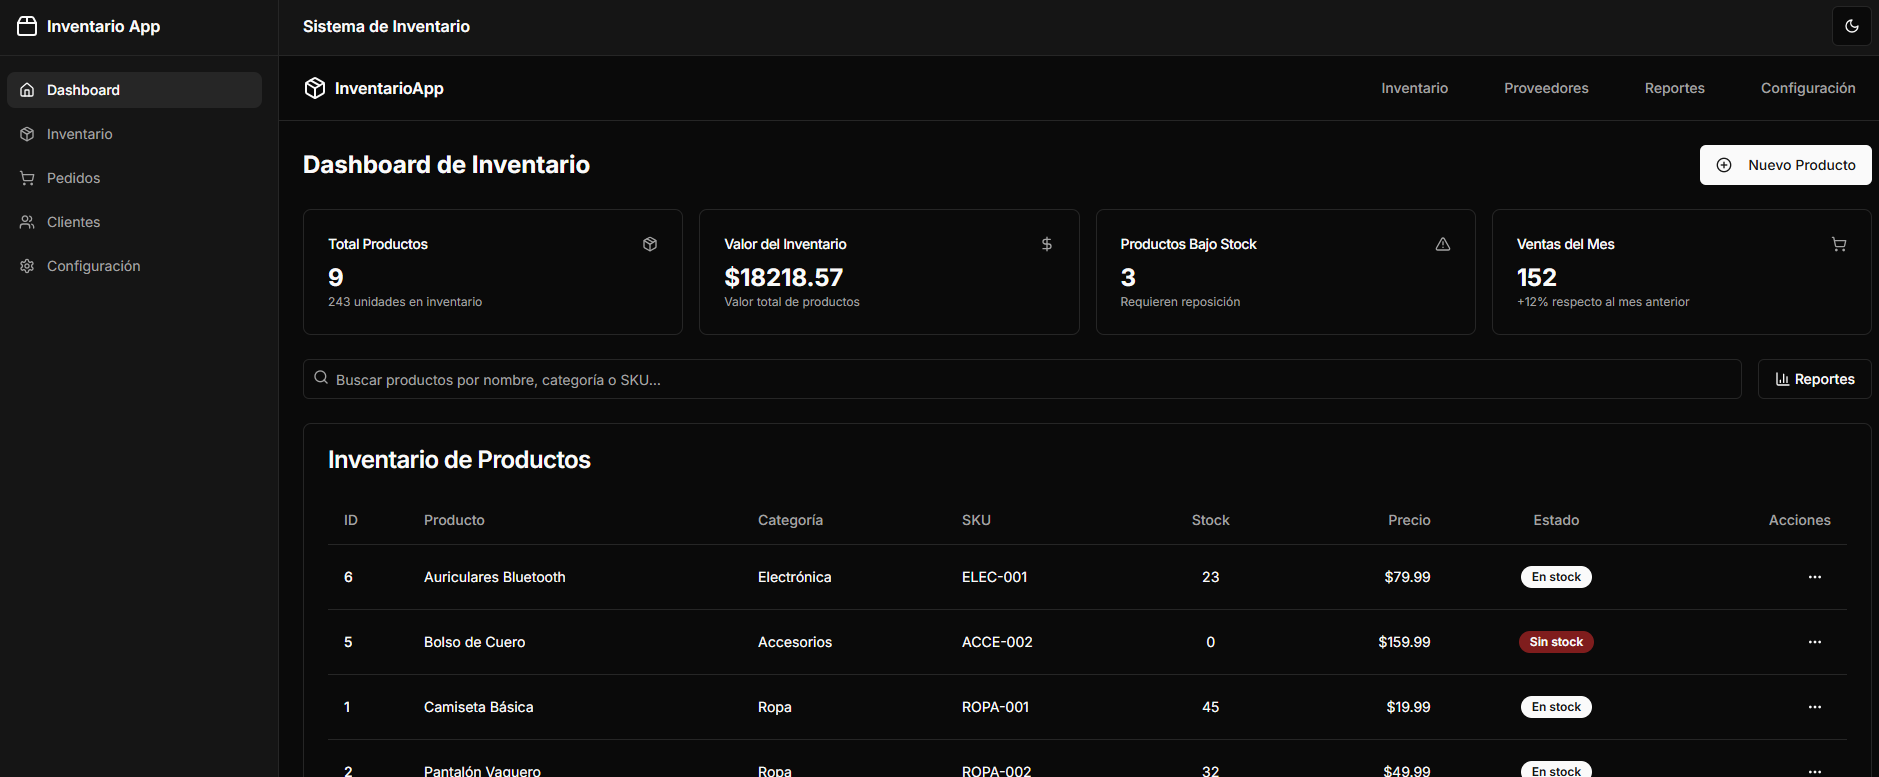 Inventario App
Sistema de Inventario
Dashboard
Inventario
Pedidos
Clientes
Configuración
InventarioApp
Inventario Proveedores Reportes Configuración
Dashboard de Inventario
Nuevo Producto
Total Productos
9
243 unidades en inventario
Valor del Inventario
$18218.57
Valor total de productos
Productos Bajo Stock
3
Requieren reposición
Ventas del Mes
152
+12% respecto al mes anterior
Buscar productos por nombre, categoría o SKU...
Reportes
Inventario de Productos
ID Producto Categoría SKU Stock Precio Estado Acciones
6 Auriculares Bluetooth Electrónica ELEC-001 23 $79.99 En stock ...
5 Bolso de Cuero Accesorios ACCE-002 0 $159.99 Sin stock ...
1 Camiseta Básica Ropa ROPA-001 45 $19.99 En stock ...
2 Pantalón Vaquero Ropa ROPA-002 32 $49.99 En stock ...